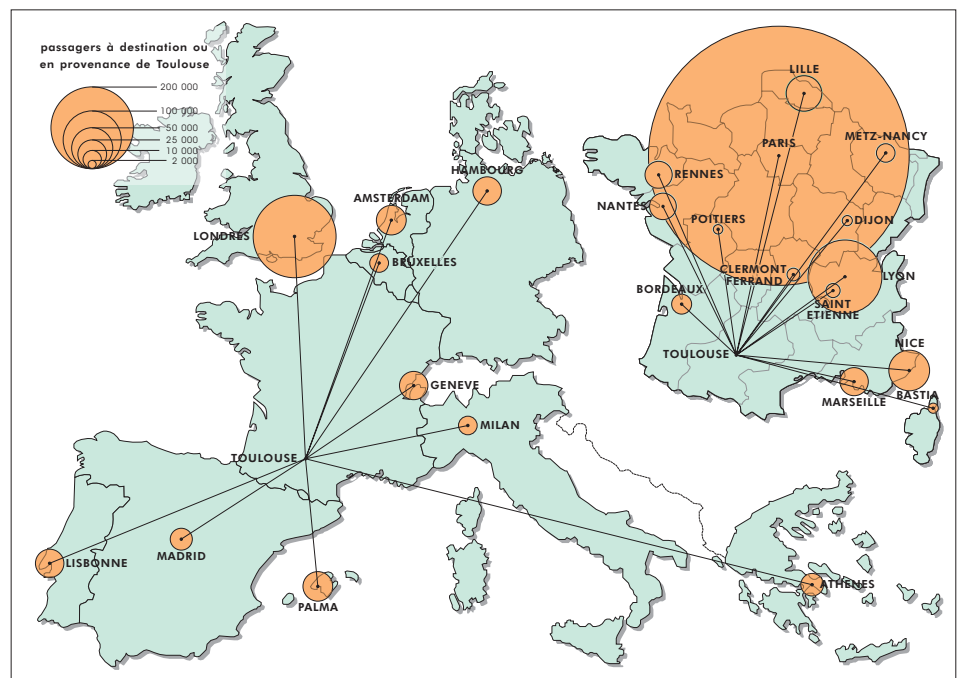 passagers à destination ou
en provenance de Toulouse
200 000
100 000
50 000
25 000
10 000
2 000
LONDRES
AMSTERDAM
HAMBOURG
BRUXELLES
GENEVE
MILAN
TOULOUSE
LISBONNE
MADRID
PALMA
ATHENES
LILLE
PARIS
METZ-NANCY
RENNES
NANTES
POITIERS
DIJON
CLERMONT
FERRAND
LYON
BORDEAUX
SAINT
ETIENNE
TOULOUSE
NICE
MARSEILLE
BASTIA